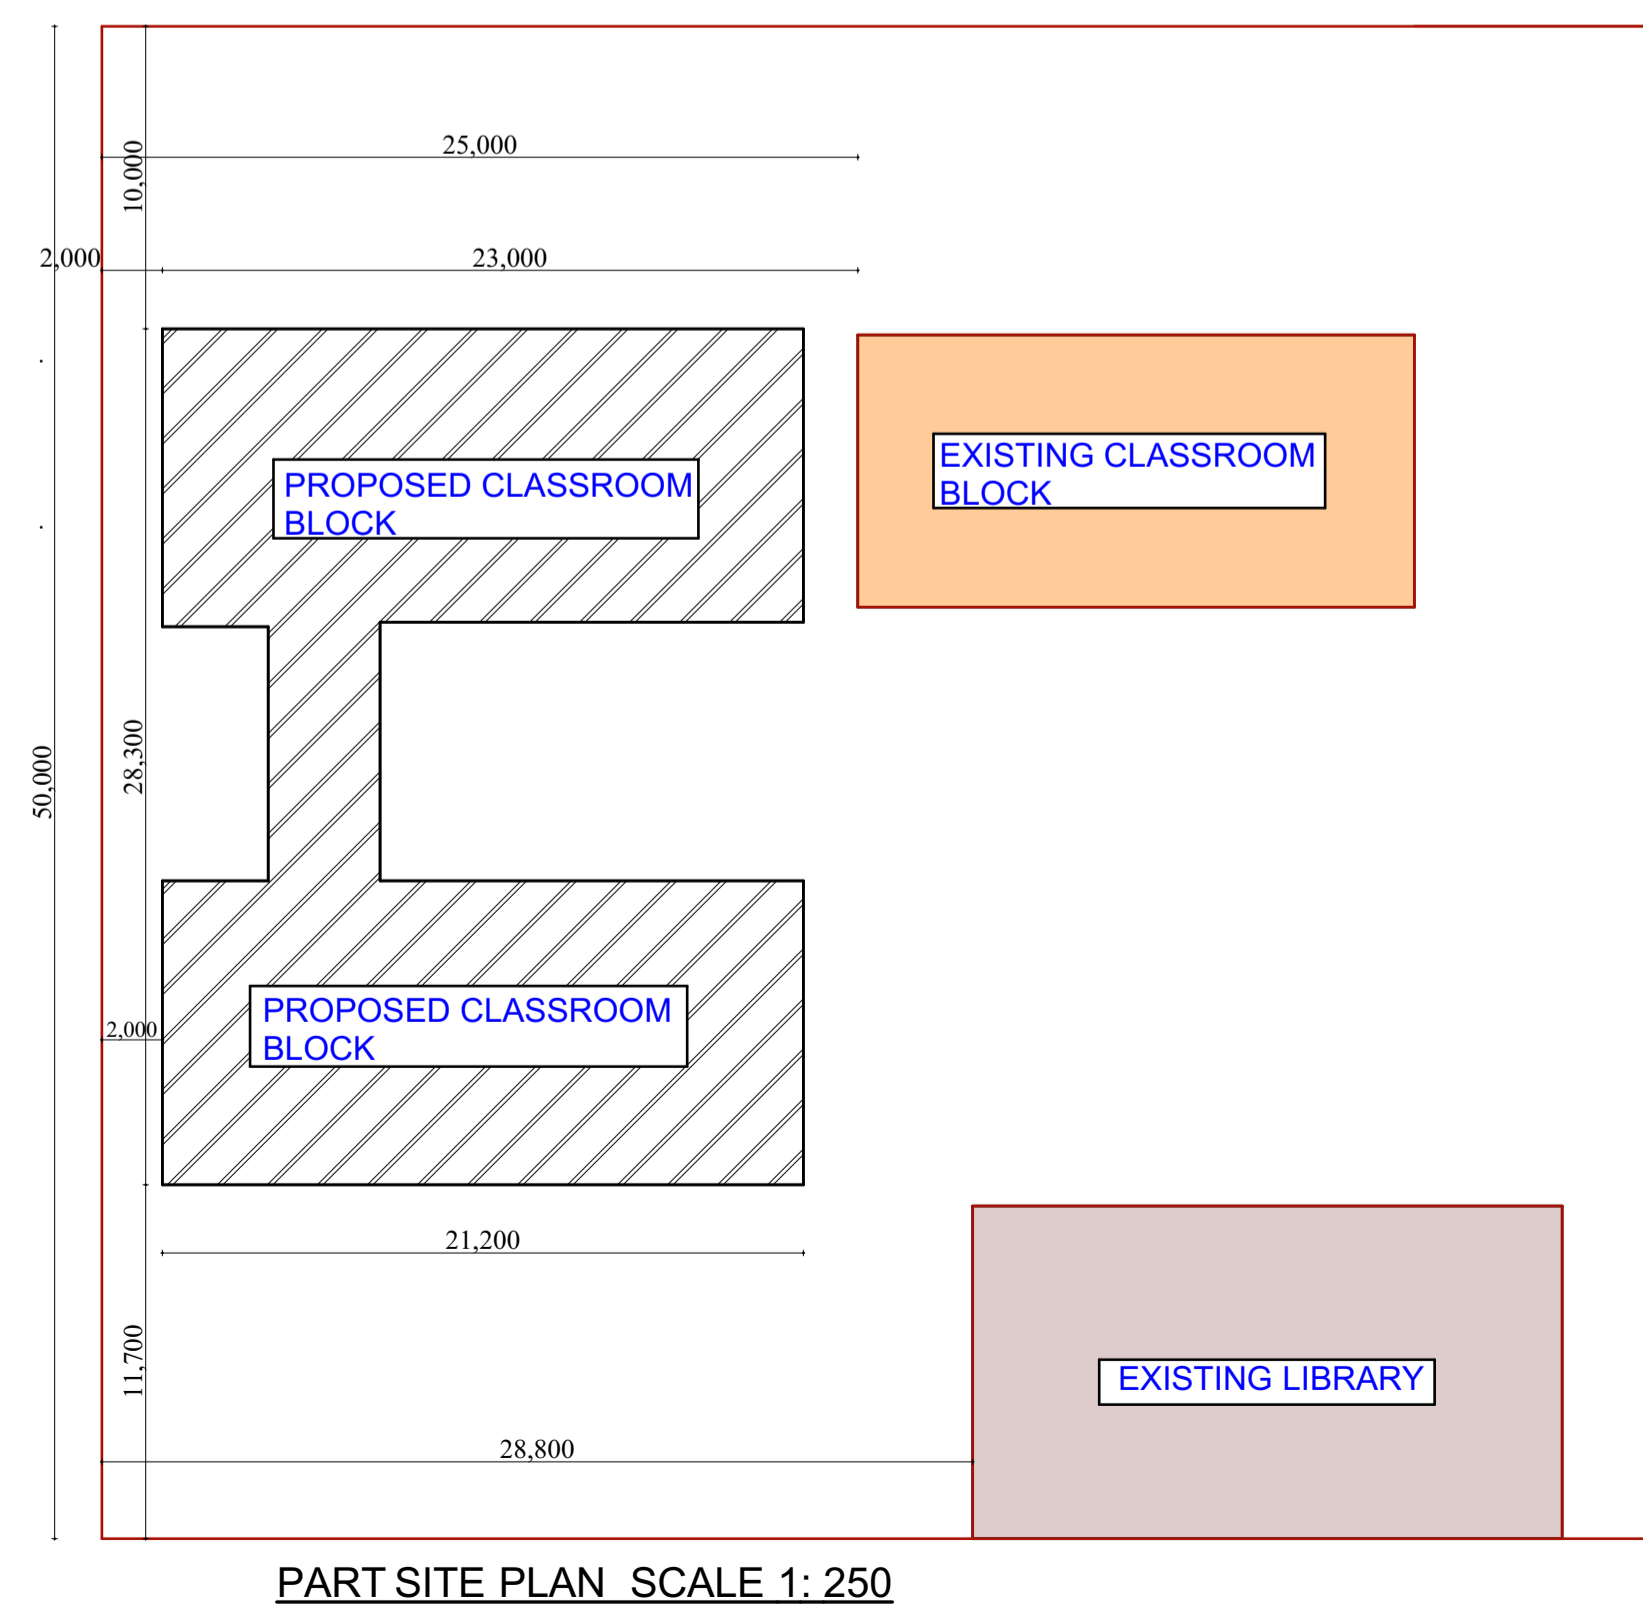 25,000
10,000
2,000
23,000
PROPOSED CLASSROOM
BLOCK
EXISTING CLASSROOM
BLOCK
28,300
50,000
PROPOSED CLASSROOM
BLOCK
2,000
21,200
11,700
EXISTING LIBRARY
28,800
PART SITE PLAN SCALE 1: 250